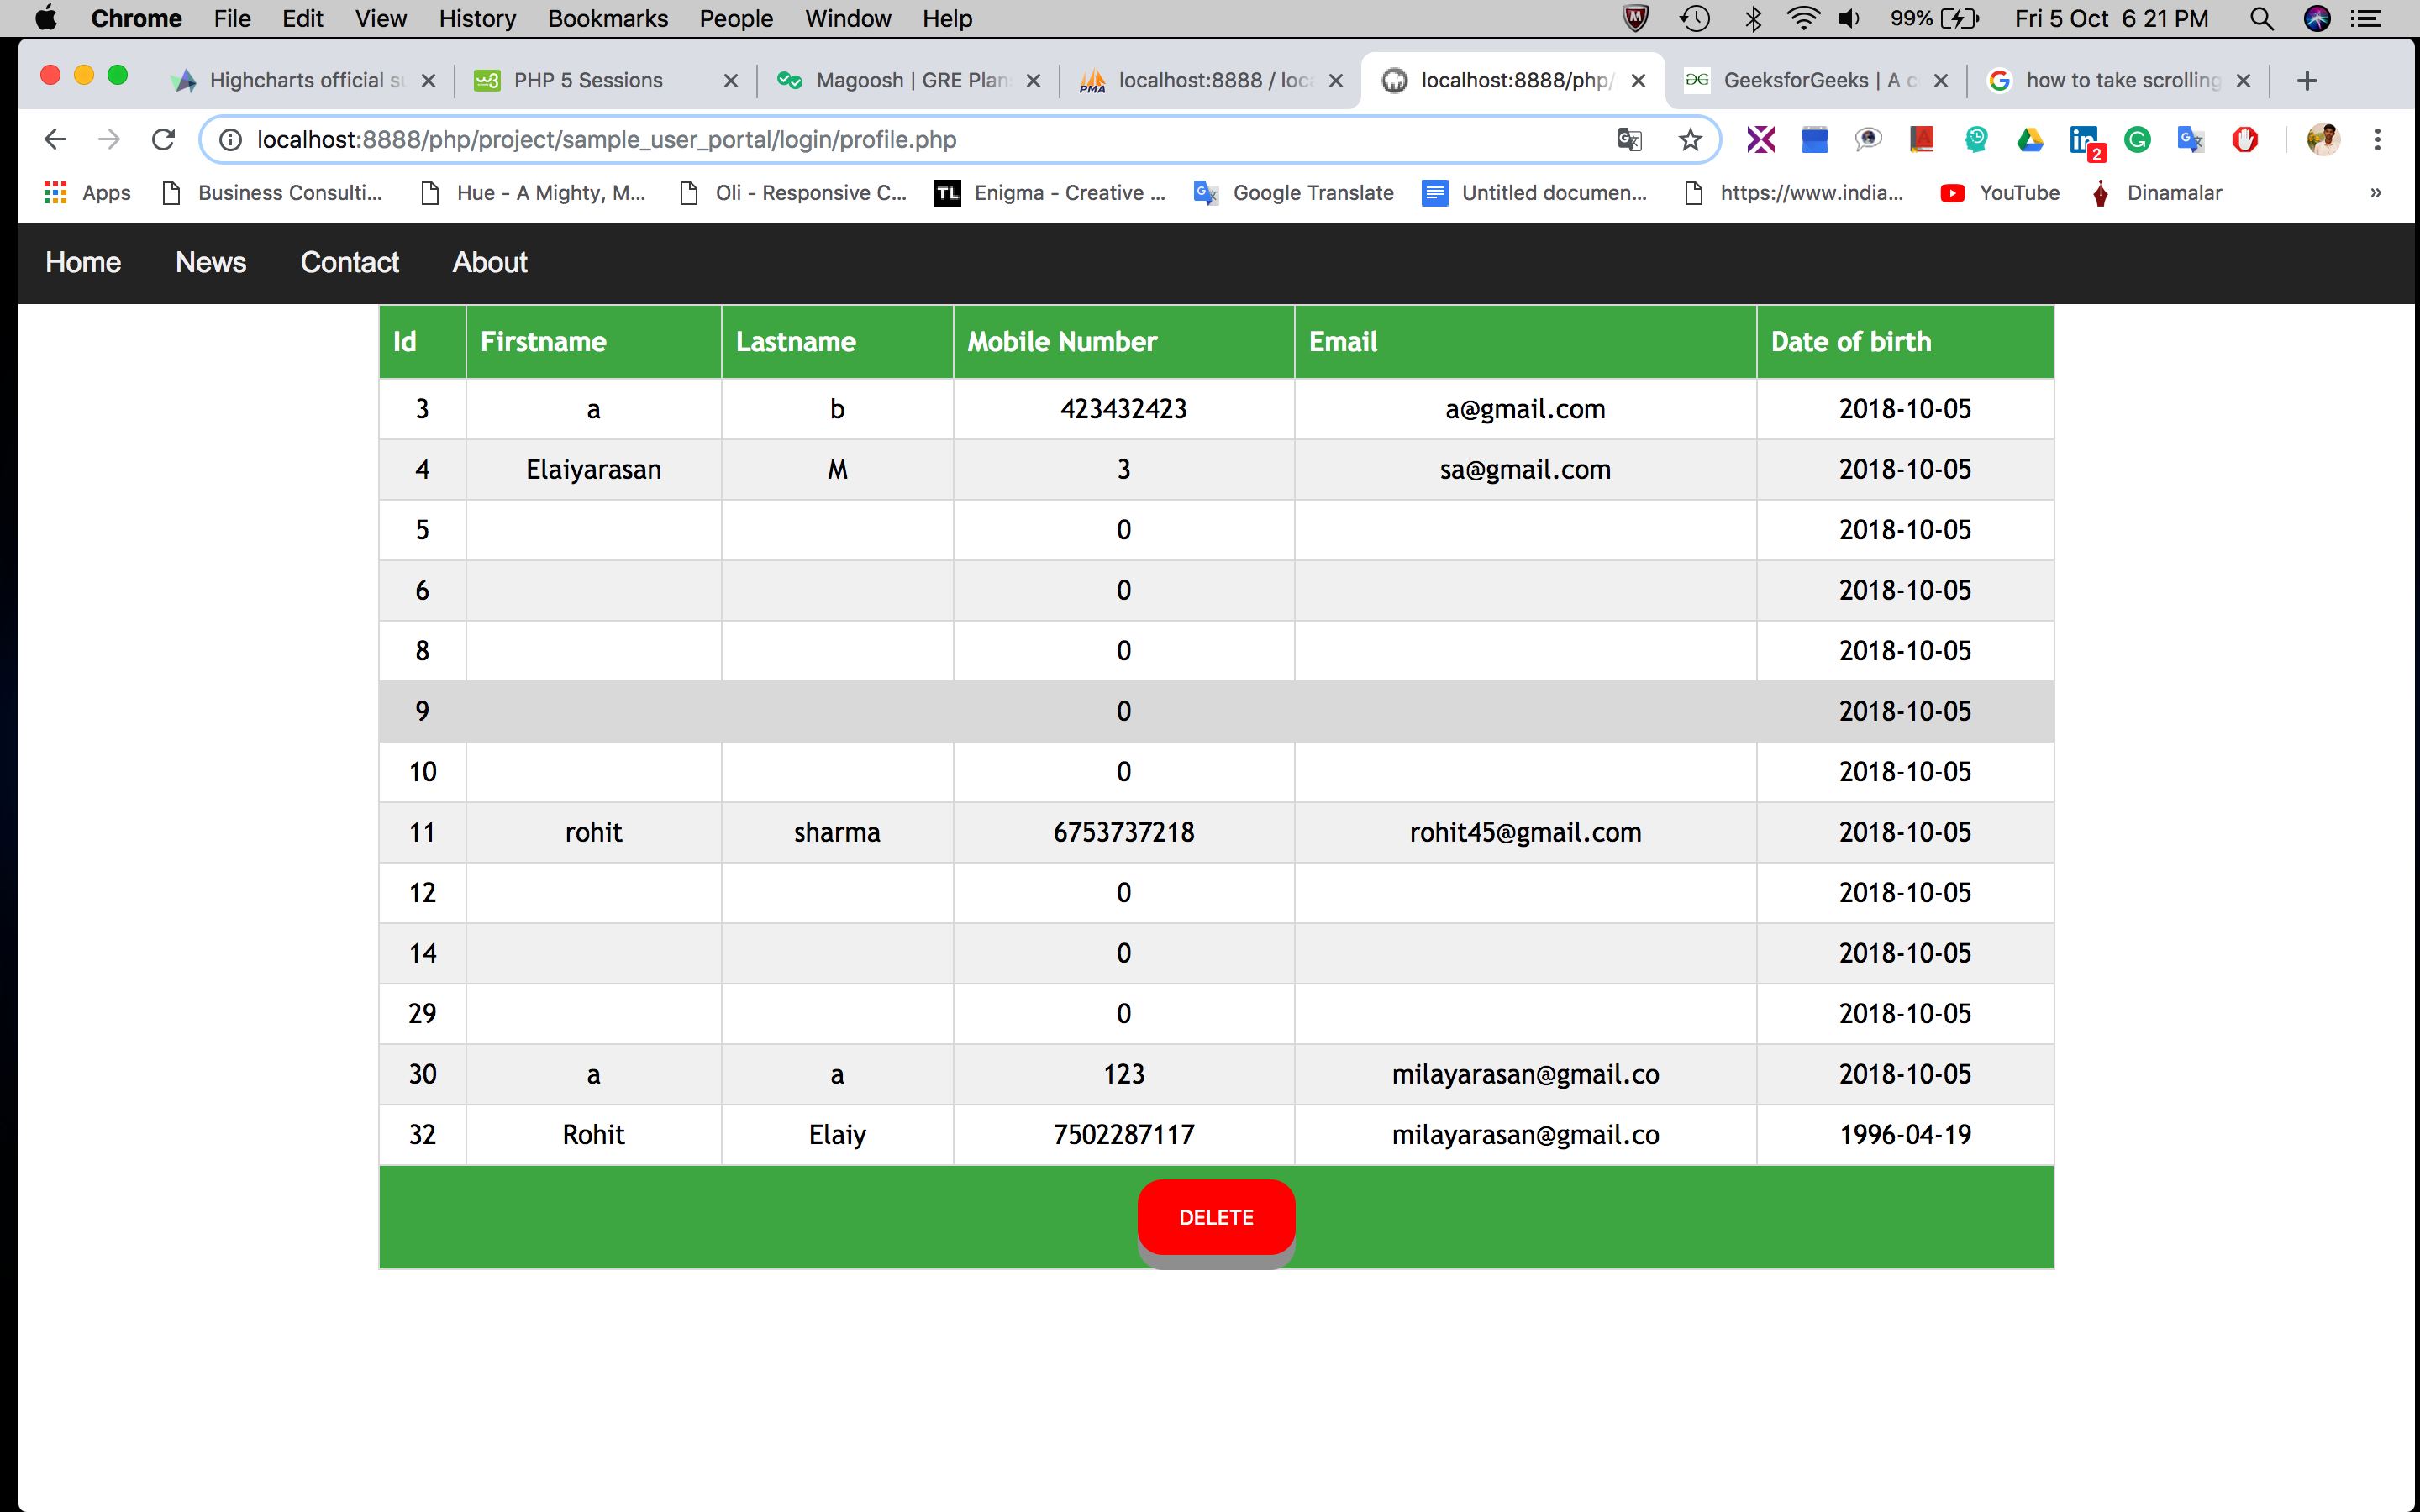 Chrome File Edit View History Bookmarks People Window Help 99% Fri 5 Oct 6 21 PM
Highcharts official su PHP 5 Sessions Magoosh | GRE Plan localhost:8888 / loca localhost:8888/php/ GeeksforGeeks | A c how to take scrolling
localhost:8888/php/project/sample_user_portal/login/profile.php 2
Apps Business Consulti... Hue - A Mighty, M... Oli - Responsive C... TL Enigma - Creative ... Google Translate Untitled documen... https://www.india... YouTube Dinamalar »
Home News Contact About
Id Firstname Lastname Mobile Number Email Date of birth
3 a b 423432423 a@gmail.com 2018-10-05
4 Elaiyarasan M 3 sa@gmail.com 2018-10-05
5 0 2018-10-05
6 0 2018-10-05
8 0 2018-10-05
9 0 2018-10-05
10 0 2018-10-05
11 rohit sharma 6753737218 rohit45@gmail.com 2018-10-05
12 0 2018-10-05
14 0 2018-10-05
29 0 2018-10-05
30 a a 123 milayarasan@gmail.co 2018-10-05
32 Rohit Elaiy 7502287117 milayarasan@gmail.co 1996-04-19
DELETE